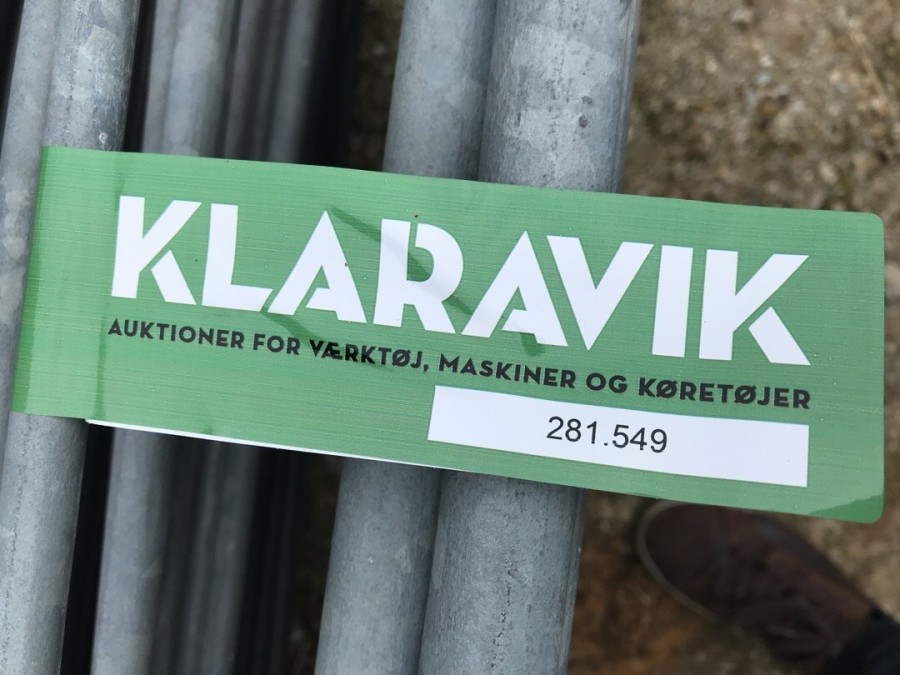 KLARAVIK
AUKTIONER FOR VÆRKTØJ, MASKINER OG KØRETØJER
281.549